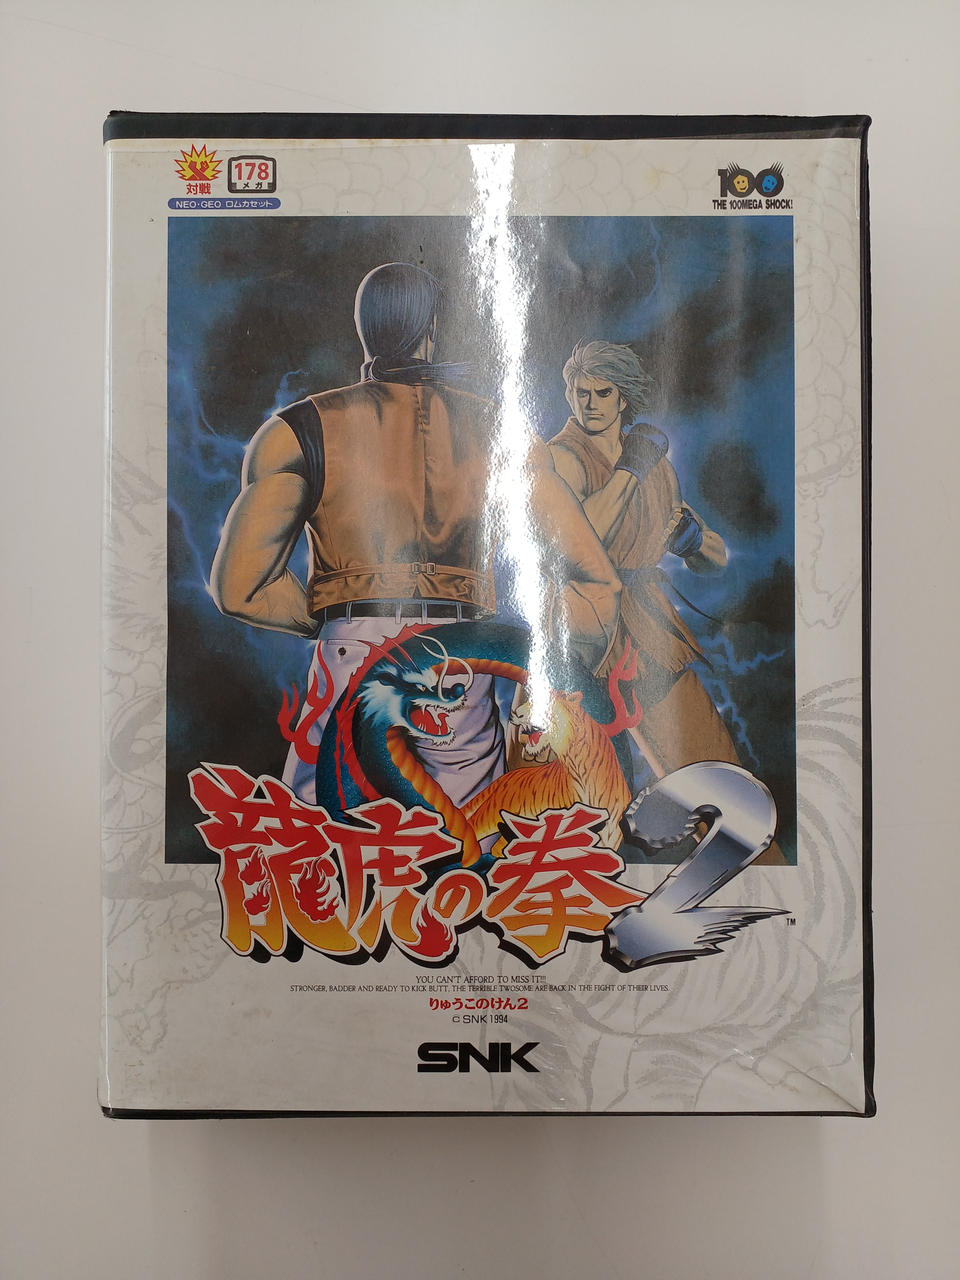 対戦
178
メガ
NEO・GEO ロムカセット
100
THE 100MEGA SHOCK!
龍虎の拳2
TM
YOU CAN'T AFFORD TO MISS IT!!!
STRONGER, BADDER AND READY TO KICK BUTT, THE TERRIBLE TWOSOME ARE BACK IN THE FIGHT OF THEIR LIVES.
りゅうこのけん2
© SNK 1994
SNK